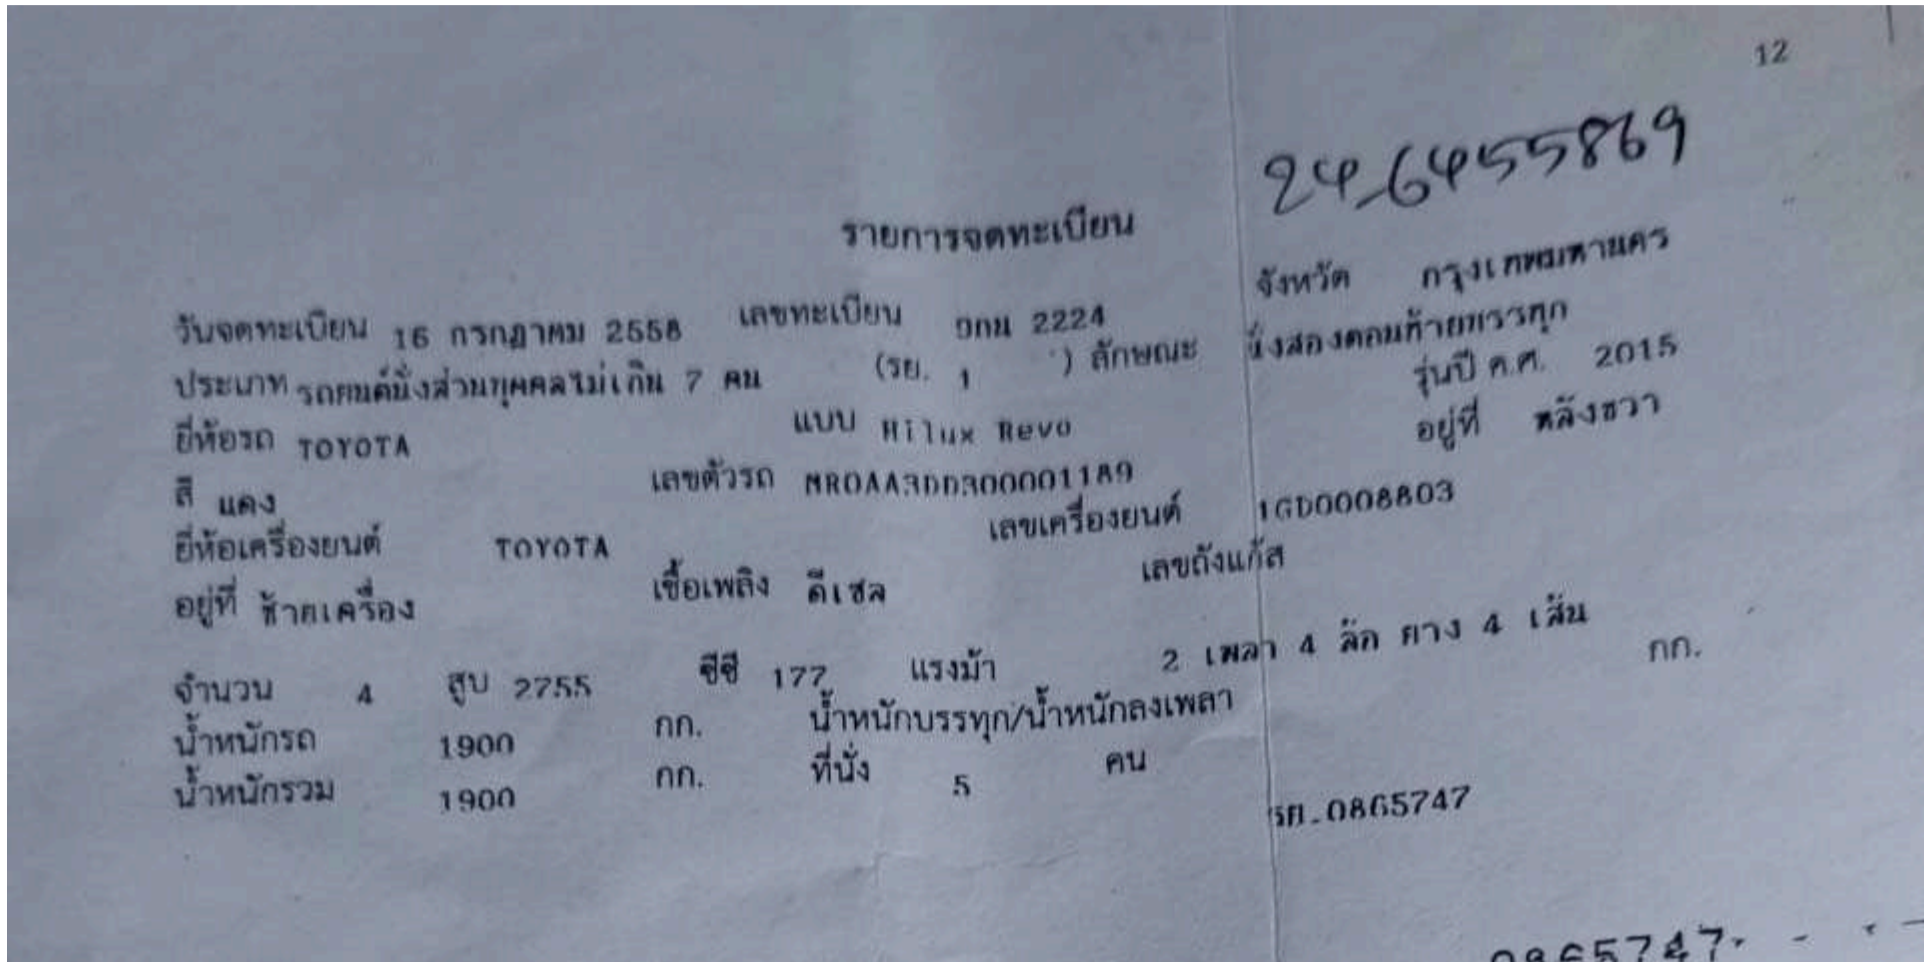 12
24-6455869
รายการจดทะเบียน
วันจดทะเบียน 16 กรกฎาคม 2558 เลขทะเบียน 2224 จังหวัด กรุงเทพมหานคร
ประเภท รถยนต์นั่งส่วนบุคคลไม่เกิน 7 คน (รย. 1 ) ลักษณะ นั่งสองตอนท้ายบรรทุก
ยี่ห้อรถ TOYOTA แบบ Hilux Revo รุ่นปี ค.ศ. 2015
สี แดง เลขตัวรถ MR0AA3DD300001189 อยู่ที่ หลังขวา
ยี่ห้อเครื่องยนต์ TOYOTA เลขเครื่องยนต์ 1GD0008803
อยู่ที่ ซ้ายเครื่อง เชื้อเพลิง ดีเซล เลขถังแก๊ส
จำนวน 4 สูบ 2755 ซีซี 177 แรงม้า 2 เพลา 4 ล้อ ยาง 4 เส้น
น้ำหนักรถ 1900 กก. น้ำหนักบรรทุก/น้ำหนักลงเพลา กก.
น้ำหนักรวม 1900 กก. ที่นั่ง 5 คน
รย.0865747
0865747